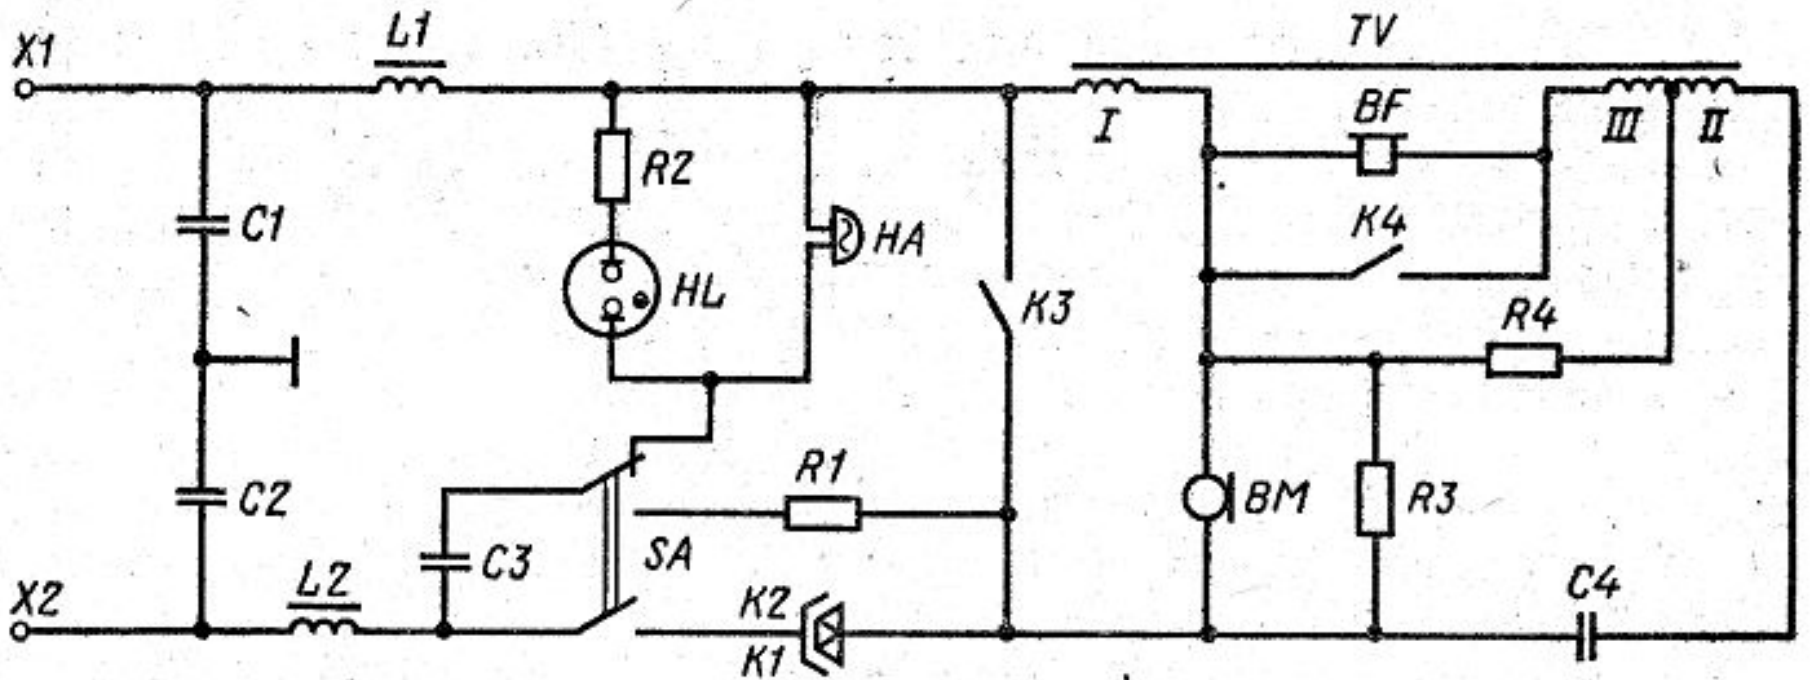 X1
L1
TV
I
BF
III
II
C1
R2
HL
HA
K3
K4
R4
C2
X2
L2
C3
SA
R1
K2
K1
BM
R3
C4